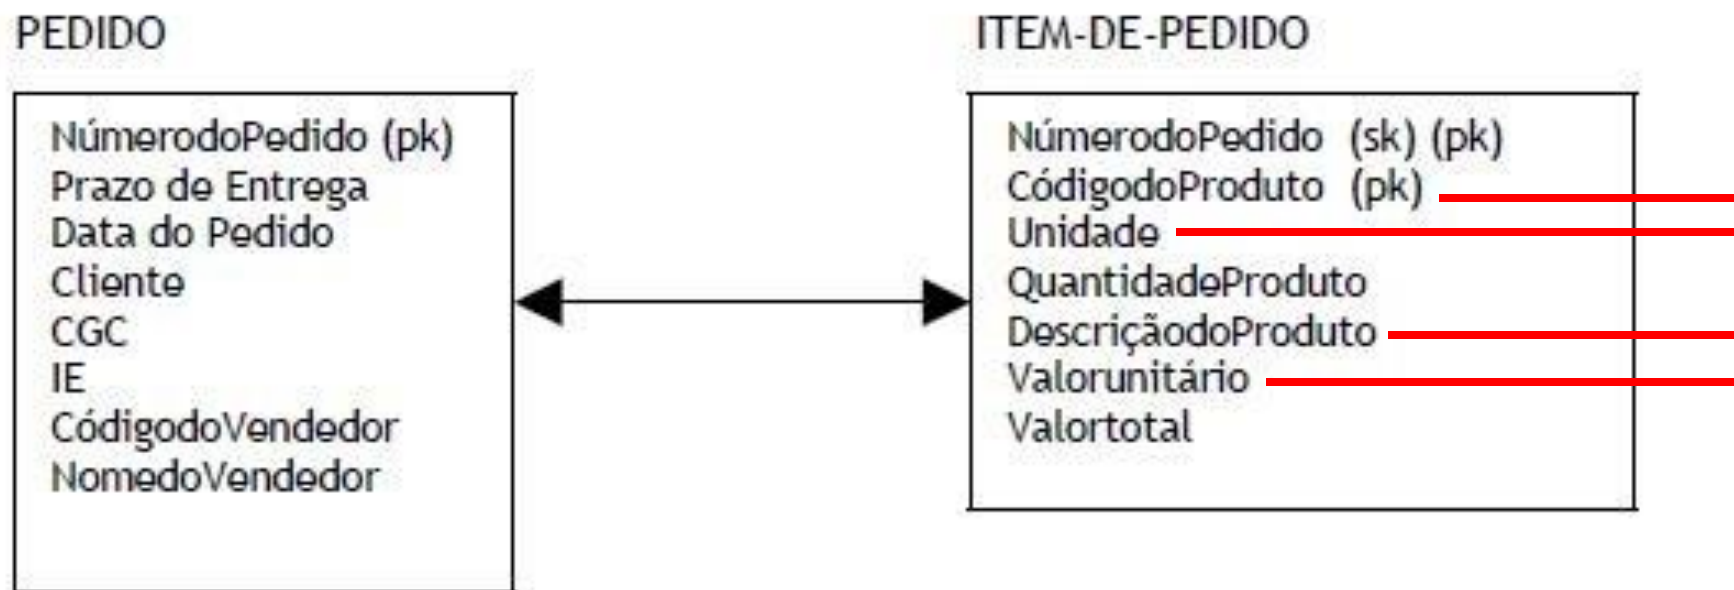 PEDIDO
NúmerodoPedido (pk)
Prazo de Entrega
Data do Pedido
Cliente
CGC
IE
CódigodoVendedor
NomedoVendedor
ITEM-DE-PEDIDO
NúmerodoPedido (sk) (pk)
CódigodoProduto (pk)
Unidade
QuantidadeProduto
DescriçãodoProduto
Valorunitário
Valortotal